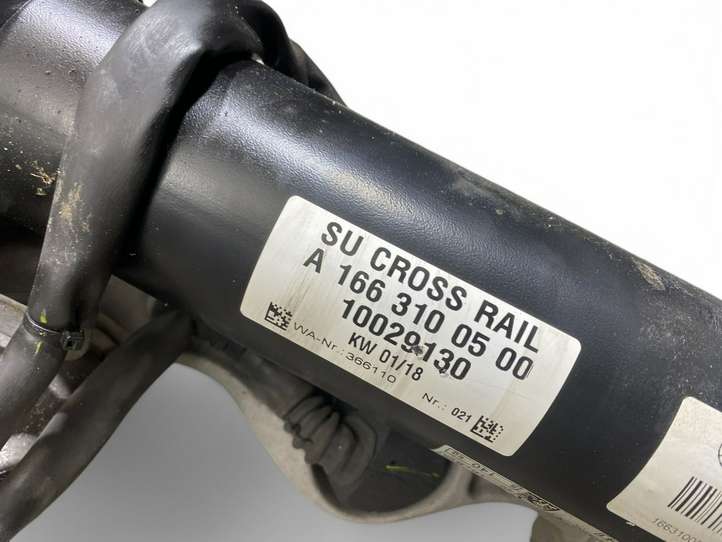 SU CROSS RAIL
A 166 310 05 00
10029130
KW 01/18
WA-Nr.: 366110
Nr.: 021